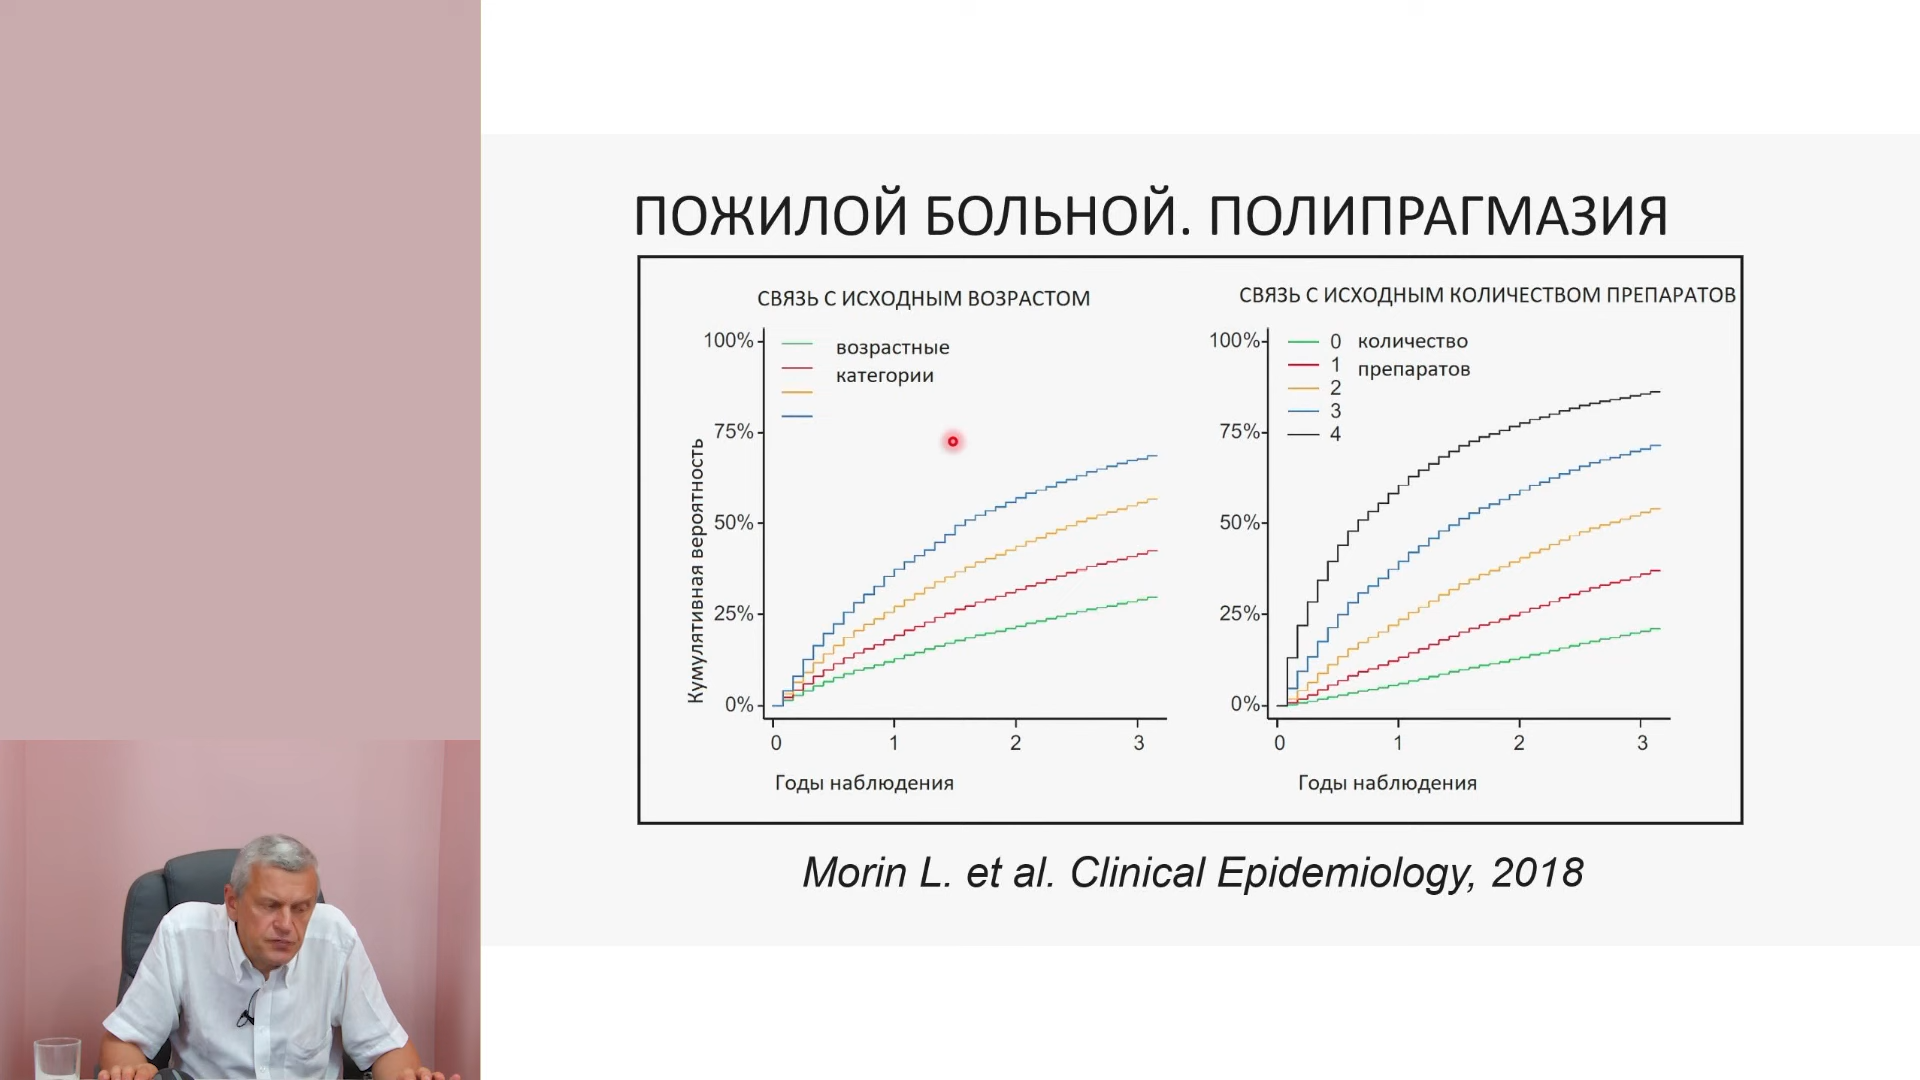 ПОЖИЛОЙ БОЛЬНОЙ. ПОЛИПРАГМАЗИЯ
СВЯЗЬ С ИСХОДНЫМ ВОЗРАСТОМ
возрастные
категории
100%
75%
50%
25%
0%
Кумулятивная вероятность
0 1 2 3
Годы наблюдения
СВЯЗЬ С ИСХОДНЫМ КОЛИЧЕСТВОМ ПРЕПАРАТОВ
0 количество
1 препаратов
2
3
4
100%
75%
50%
25%
0%
0 1 2 3
Годы наблюдения
Morin L. et al. Clinical Epidemiology, 2018